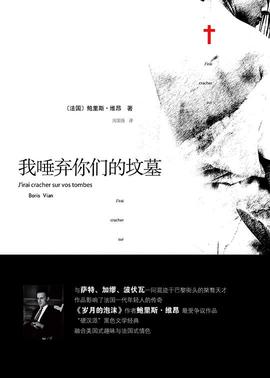 J'irai
cracher
sur
（法国）鲍里斯·维昂 著
我唾弃你们的坟墓
J'irai cracher sur vos tombes
Boris Vian
J'irai
cracher
sur
与萨特、加缪、波伏瓦一同混迹于巴黎街头的桀骜天才
作品影响了法国一代年轻人的传奇
《岁月的泡沫》作者鲍里斯·维昂 最受争议作品
“硬汉派”黑色文学经典
融合美国式趣味与法国式情色